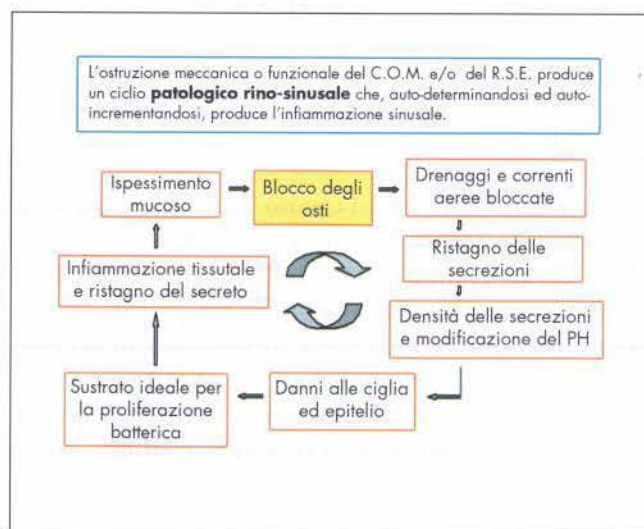 L'ostruzione meccanica o funzionale del C.O.M. e/o del R.S.E. produce
un ciclo patologico rino-sinusale che, auto-determinandosi ed auto-
incrementandosi, produce l'infiammazione sinusale.
Ispessimento
mucoso
Blocco degli
osti
Drenaggi e correnti
aeree bloccate
Ristagno delle
secrezioni
Densità delle secrezioni
e modificazione del PH
Danni alle ciglia
ed epitelio
Sustrato ideale per
la proliferazione
batterica
Infiammazione tissutale
e ristagno del secreto